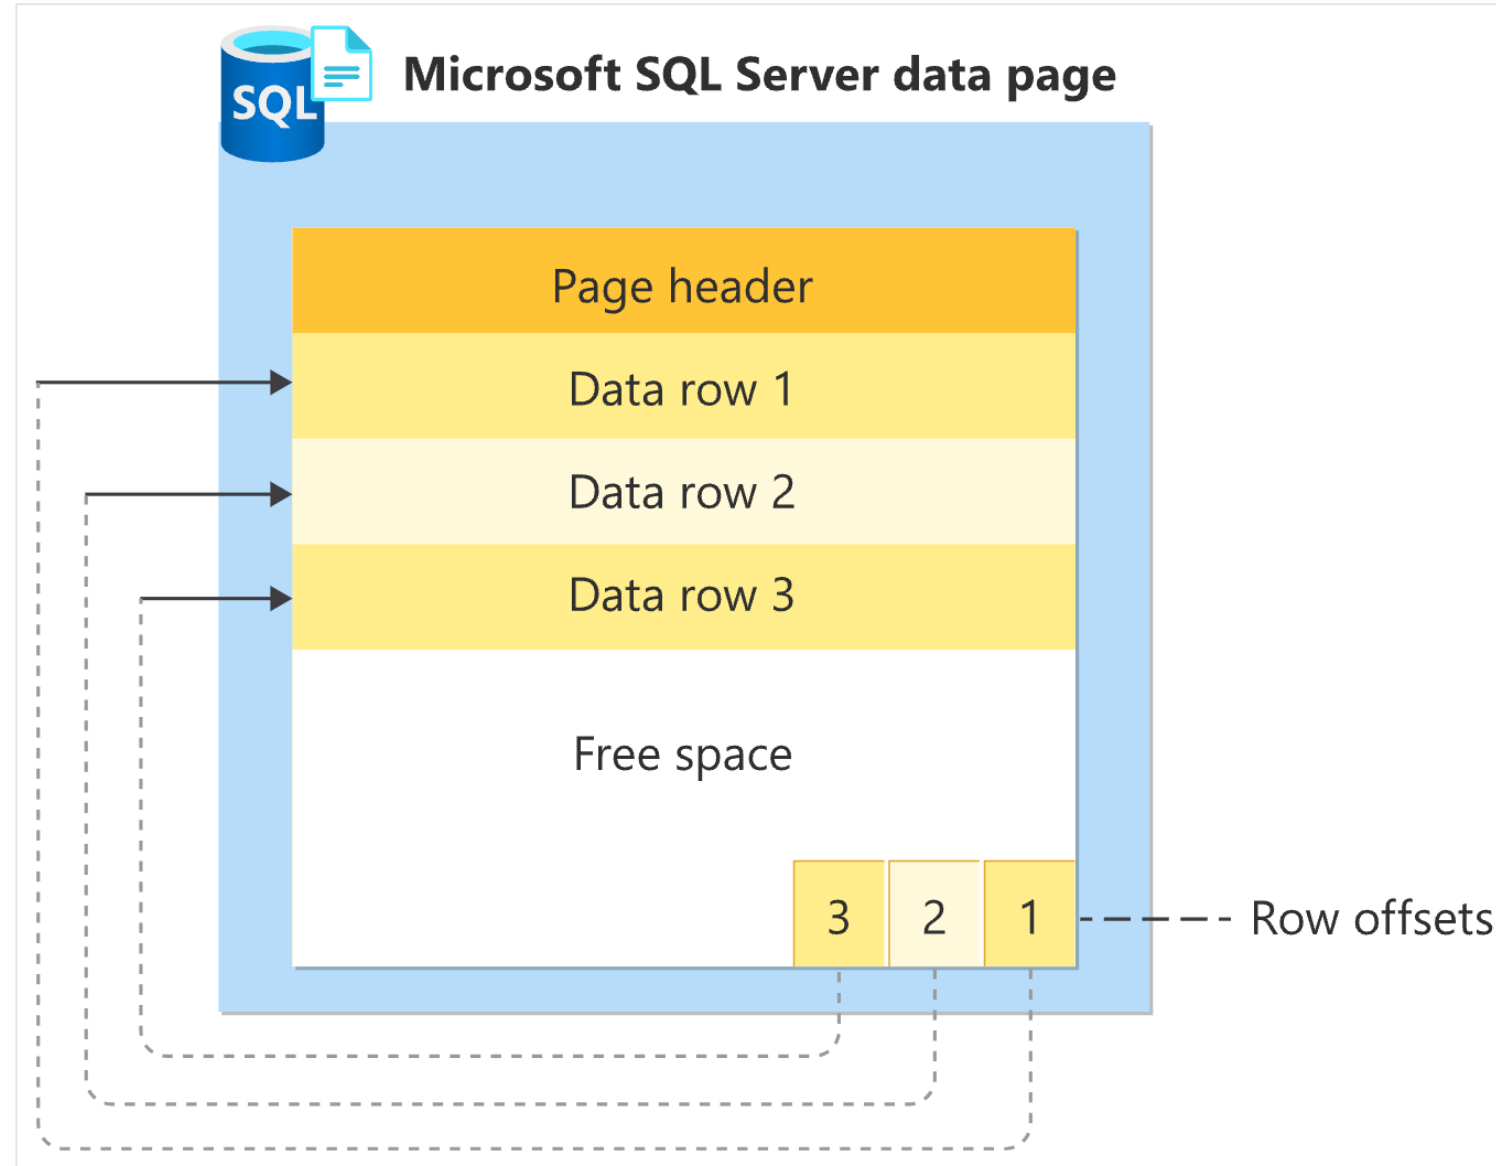 SQL
Microsoft SQL Server data page
Page header
Data row 1
Data row 2
Data row 3
Free space
3 2 1 Row offsets